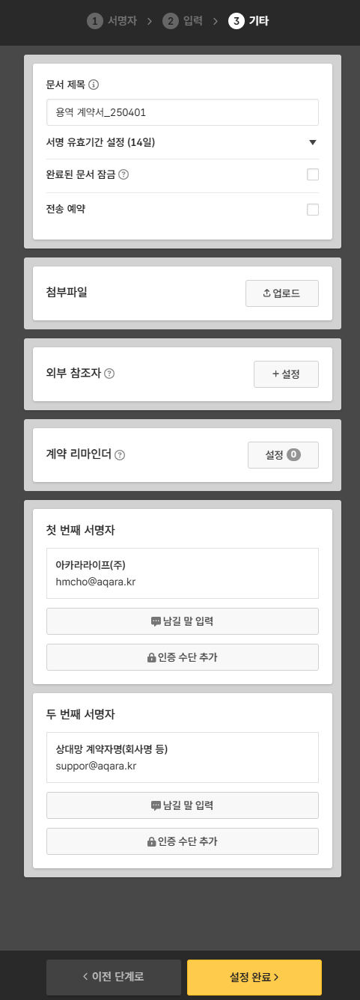 1 서명자 > 2 입력 > 3 기타
문서 제목
용역 계약서_250401
서명 유효기간 설정 (14일)
완료된 문서 잠금 ?
전송 예약
첨부파일
업로드
외부 참조자 ?
+ 설정
계약 리마인더 ?
설정 0
첫 번째 서명자
아카라라이프(주)
hmcho@aqara.kr
남길 말 입력
인증 수단 추가
두 번째 서명자
상대망 계약자명(회사명 등)
suppor@aqara.kr
남길 말 입력
인증 수단 추가
< 이전 단계로
설정 완료 >